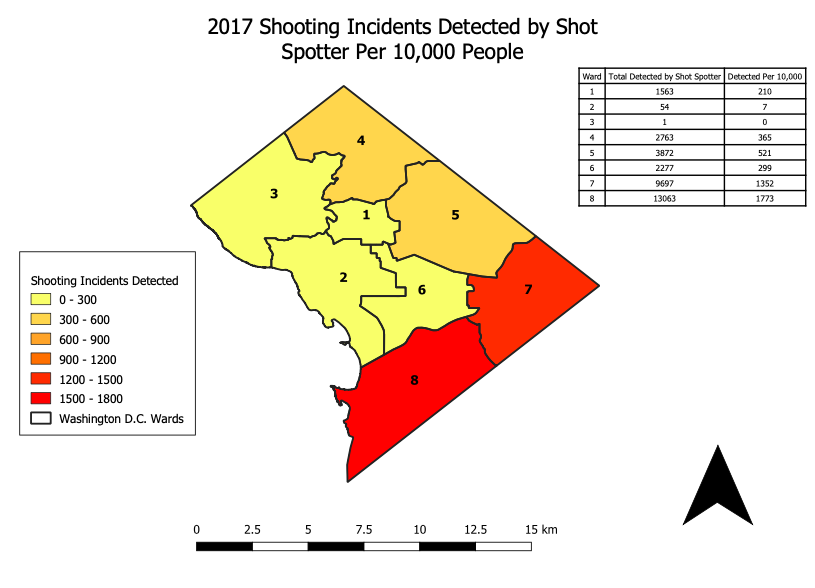 2017 Shooting Incidents Detected by Shot
Spotter Per 10,000 People
Ward Total Detected by Shot Spotter Detected Per 10,000
1 1563 210
2 54 7
3 1 0
4 2763 365
5 3872 521
6 2277 299
7 9697 1352
8 13063 1773
4
3
1
5
2
6
7
8
Shooting Incidents Detected
0 - 300
300 - 600
600 - 900
900 - 1200
1200 - 1500
1500 - 1800
Washington D.C. Wards
0 2.5 5 7.5 10 12.5 15 km